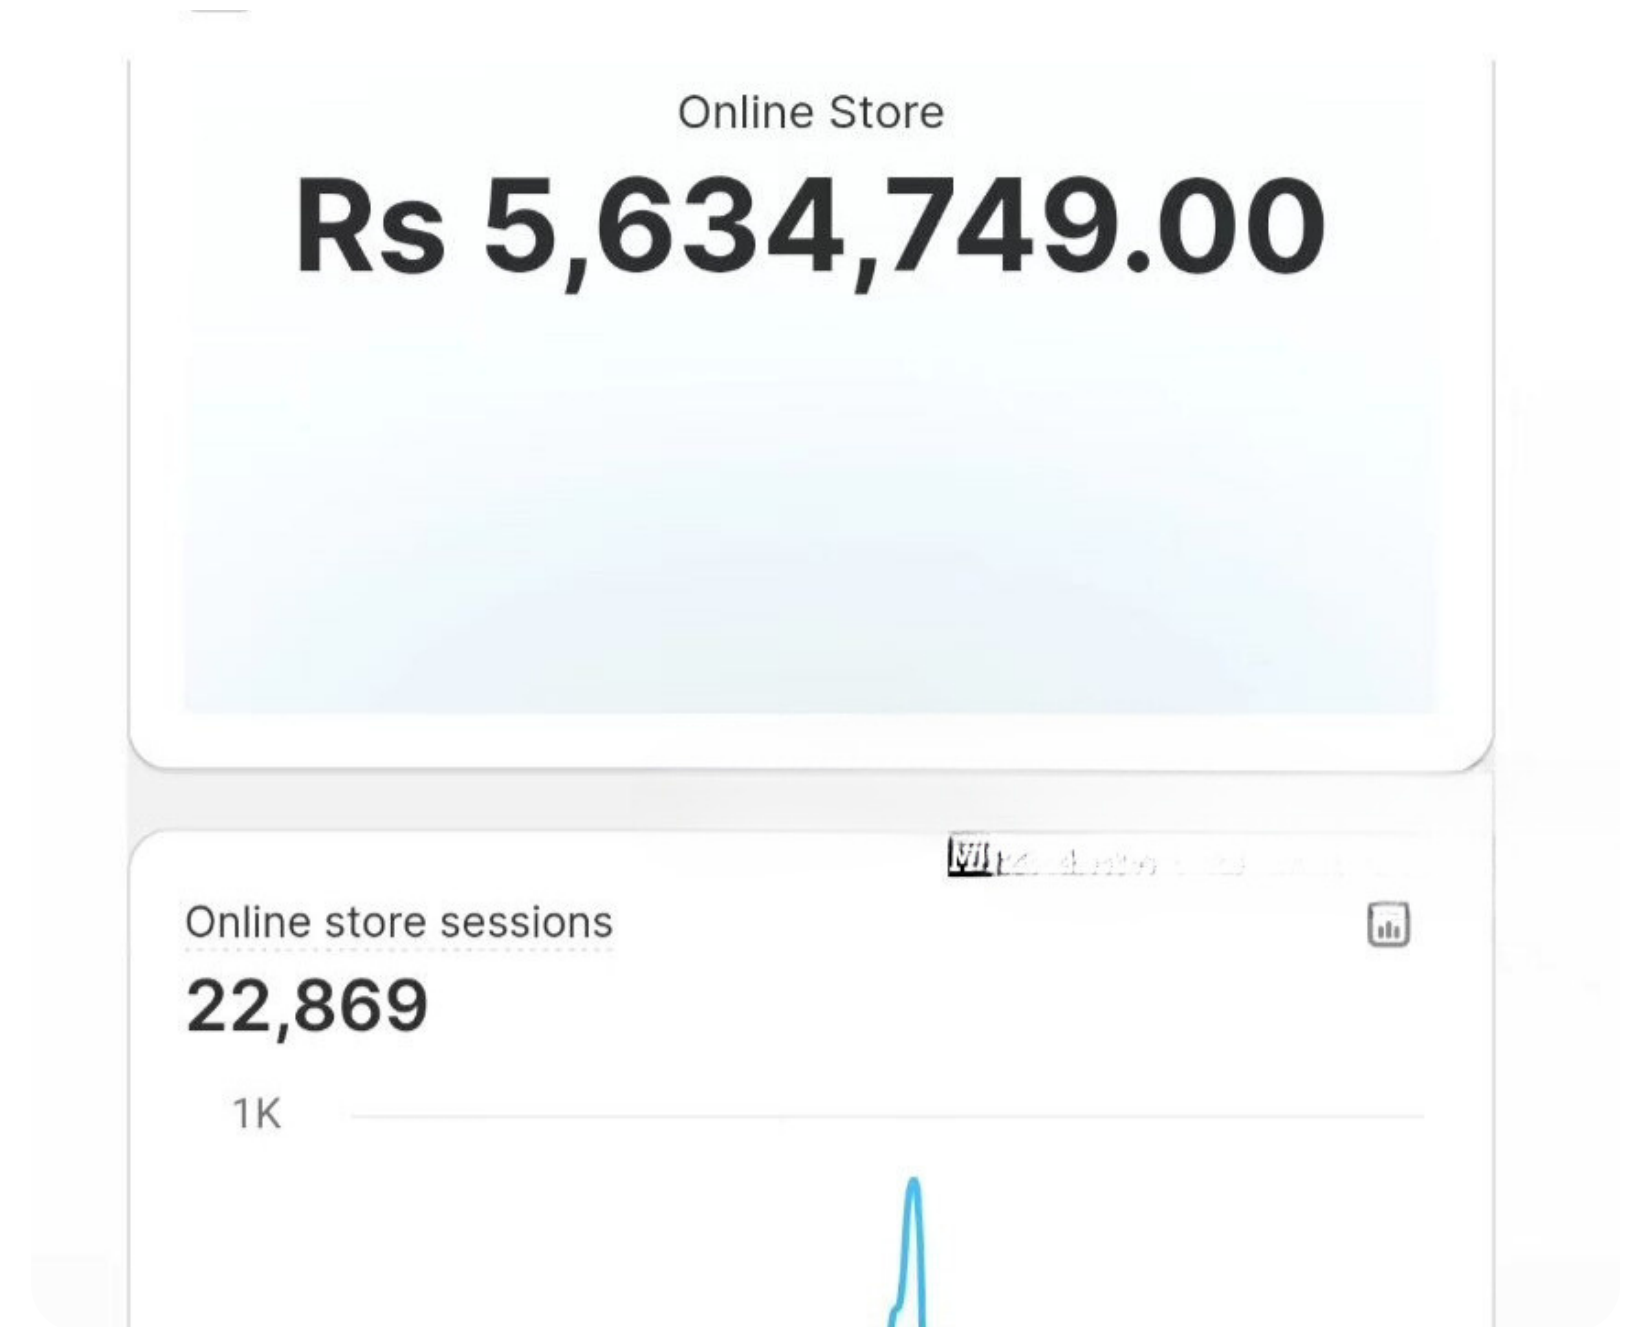 Online Store
Rs 5,634,749.00
Online store sessions
22,869
1K